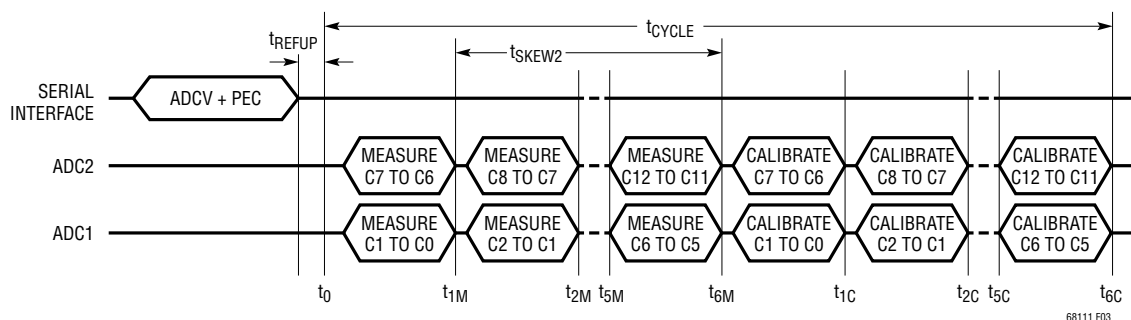 tCYCLE
tREFUP
tSKEW2
SERIAL
INTERFACE
ADCV + PEC
ADC2
MEASURE
C7 TO C6
MEASURE
C8 TO C7
MEASURE
C12 TO C11
CALIBRATE
C7 TO C6
CALIBRATE
C8 TO C7
CALIBRATE
C12 TO C11
ADC1
MEASURE
C1 TO C0
MEASURE
C2 TO C1
MEASURE
C6 TO C5
CALIBRATE
C1 TO C0
CALIBRATE
C2 TO C1
CALIBRATE
C6 TO C5
t0 t1M t2M t5M t6M t1C t2C t5C t6C
68111 F03